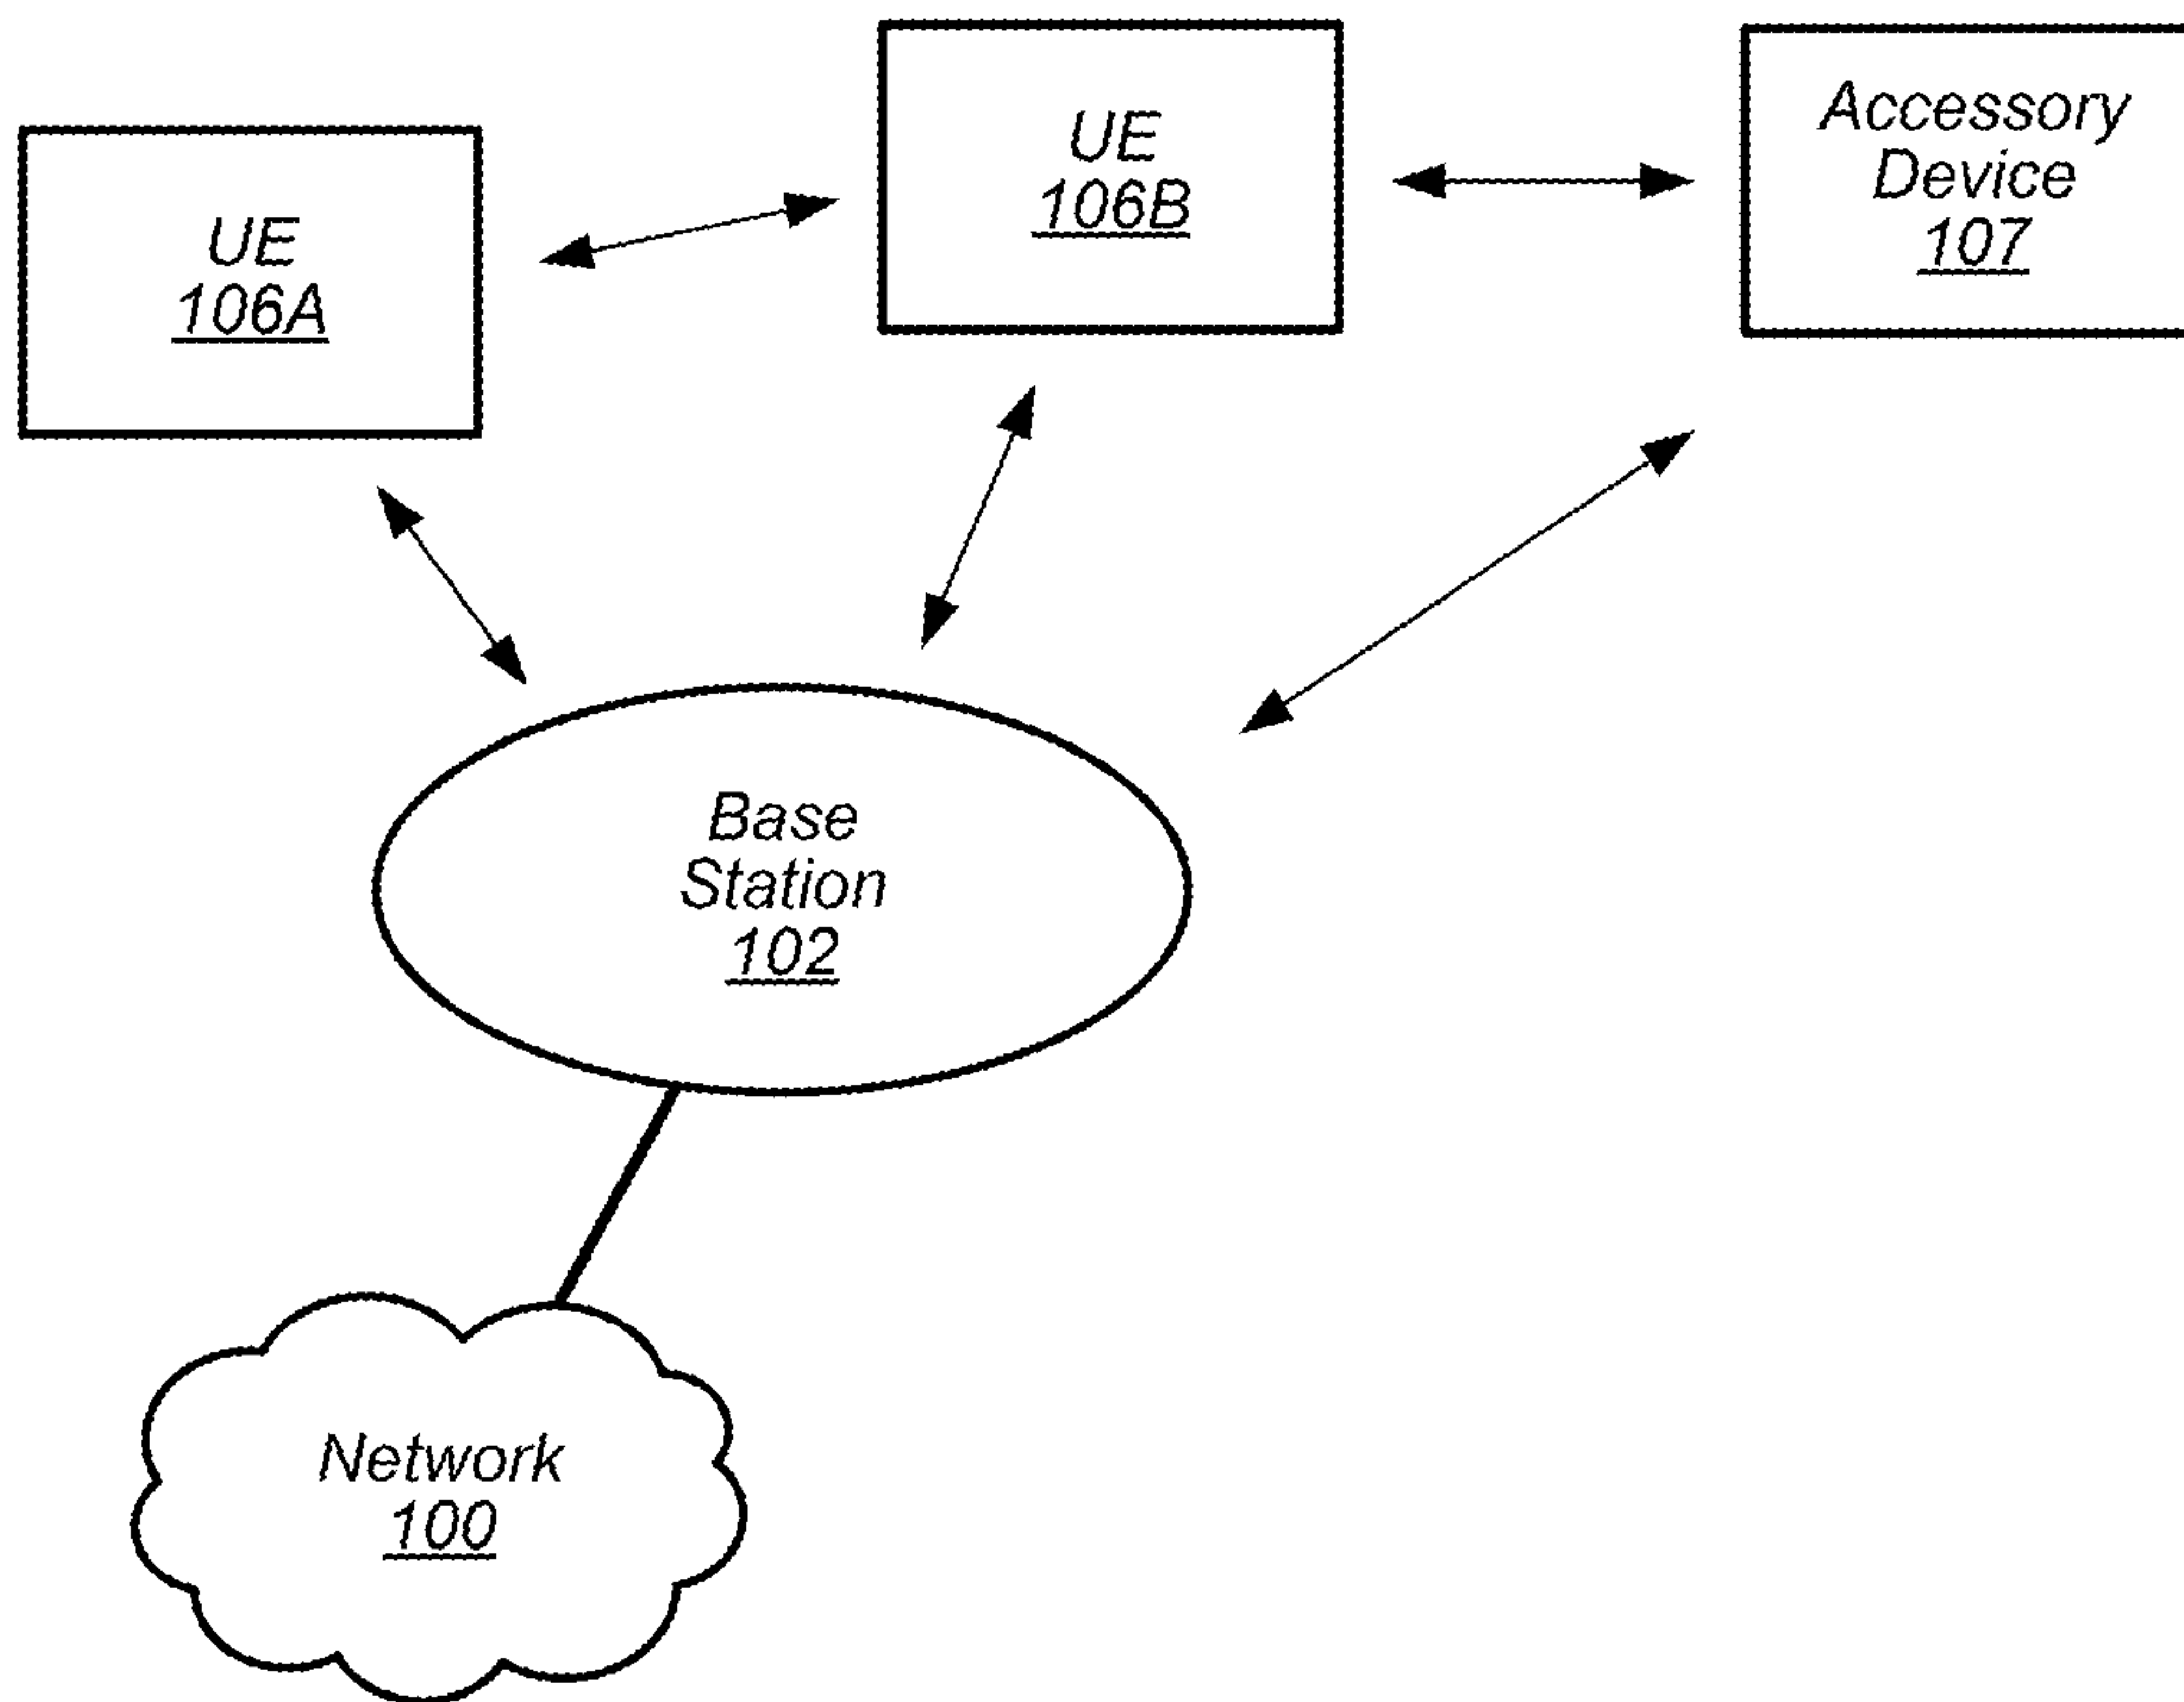 UE
106A
UE
106B
Accessory
Device
107
Base
Station
102
Network
100